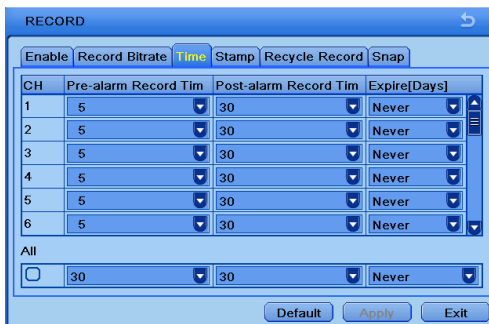 RECORD
Enable Record Bitrate Time Stamp Recycle Record Snap
CH Pre-alarm Record Tim Post-alarm Record Tim Expire[Days]
1 5 30 Never
2 5 30 Never
3 5 30 Never
4 5 30 Never
5 5 30 Never
6 5 30 Never
All
30 30 Never
Default Apply Exit